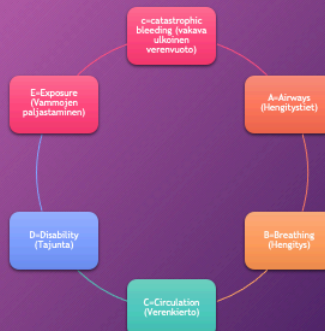 c=catastrophic
bleeding (vakava
ulkoinen
verenvuoto)
A=Airways
(Hengitystiet)
B=Breathing
(Hengitys)
C=Circulation
(Verenkierto)
D=Disability
(Tajunta)
E=Exposure
(Vammojen
paljastaminen)